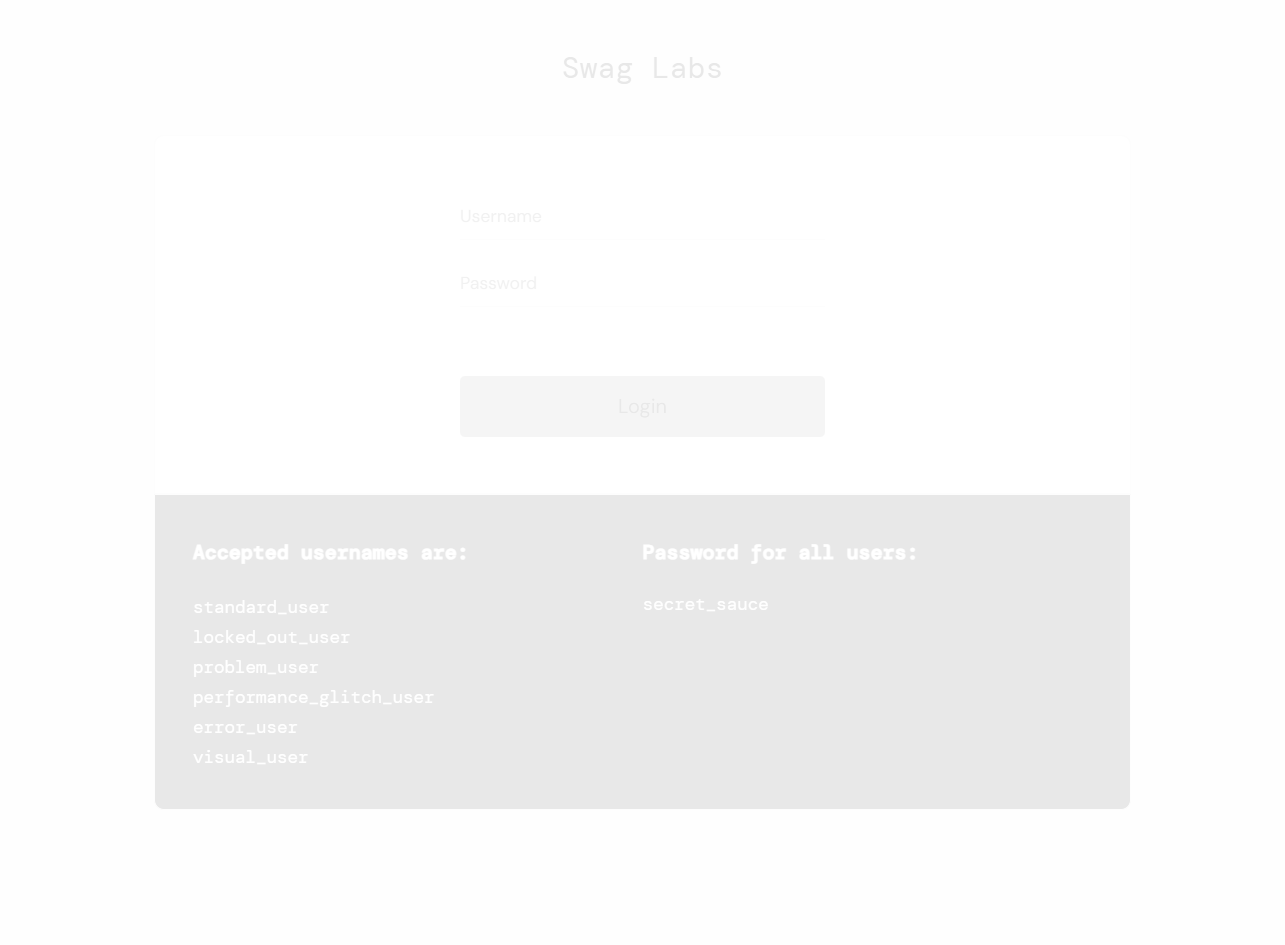 Swag Labs
Username
Password
Login
Accepted usernames are:
standard_user
locked_out_user
problem_user
performance_glitch_user
error_user
visual_user
Password for all users:
secret_sauce